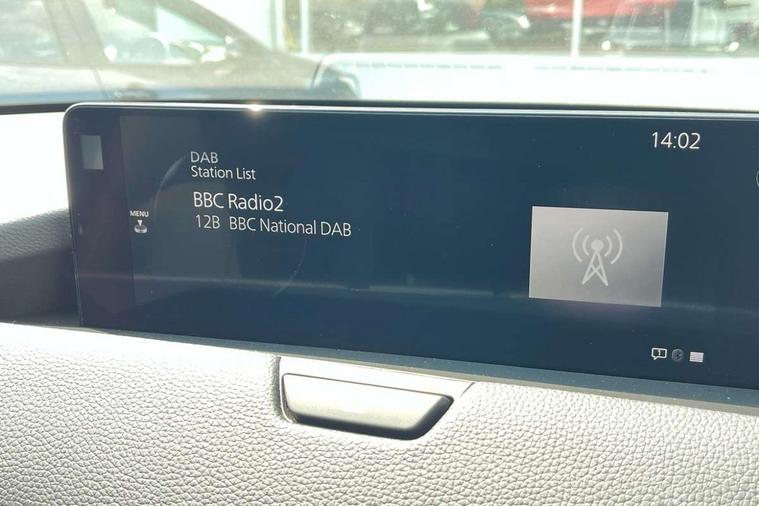 14:02
DAB
Station List
MENU
BBC Radio2
12B BBC National DAB